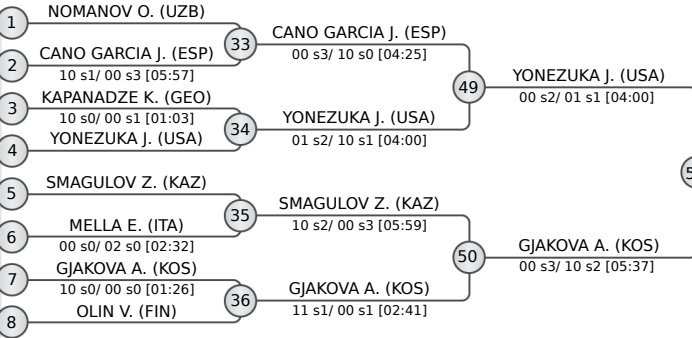 1
NOMANOV O. (UZB)
2
CANO GARCIA J. (ESP)
10 s1/ 00 s3 [05:57]
3
KAPANADZE K. (GEO)
10 s0/ 00 s1 [01:03]
4
YONEZUKA J. (USA)
5
SMAGULOV Z. (KAZ)
6
MELLA E. (ITA)
00 s0/ 02 s0 [02:32]
7
GJAKOVA A. (KOS)
10 s0/ 00 s0 [01:26]
8
OLIN V. (FIN)
33
CANO GARCIA J. (ESP)
00 s3/ 10 s0 [04:25]
34
YONEZUKA J. (USA)
01 s2/ 10 s1 [04:00]
35
SMAGULOV Z. (KAZ)
10 s2/ 00 s3 [05:59]
36
GJAKOVA A. (KOS)
11 s1/ 00 s1 [02:41]
49
YONEZUKA J. (USA)
00 s2/ 01 s1 [04:00]
50
GJAKOVA A. (KOS)
00 s3/ 10 s2 [05:37]